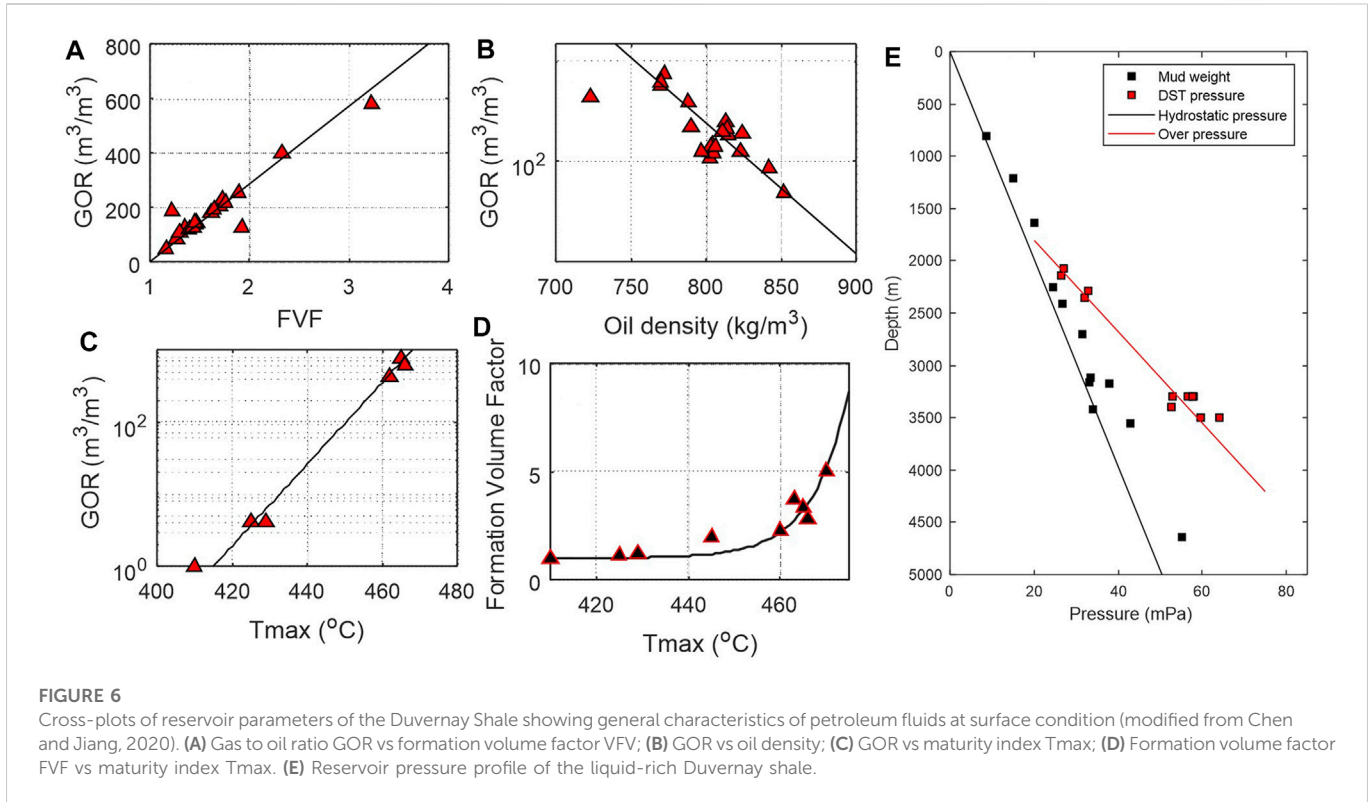 A
800
600
400
200
0
GOR (m³/m³)
1 2 3 4
FVF
B
10²
GOR (m³/m³)
700 750 800 850 900
Oil density (kg/m³)
C
10²
10⁰
GOR (m³/m³)
400 420 440 460 480
Tmax (°C)
D
10
5
0
Formation Volume Factor
420 440 460
Tmax (°C)
E
0
500
1000
1500
2000
2500
3000
3500
4000
4500
5000
Depth (m)
0 20 40 60 80
Pressure (mPa)
Mud weight
DST pressure
Hydrostatic pressure
Over pressure
FIGURE 6
Cross-plots of reservoir parameters of the Duvernay Shale showing general characteristics of petroleum fluids at surface condition (modified from Chen
and Jiang, 2020). (A) Gas to oil ratio GOR vs formation volume factor VFV; (B) GOR vs oil density; (C) GOR vs maturity index Tmax; (D) Formation volume factor
FVF vs maturity index Tmax. (E) Reservoir pressure profile of the liquid-rich Duvernay shale.